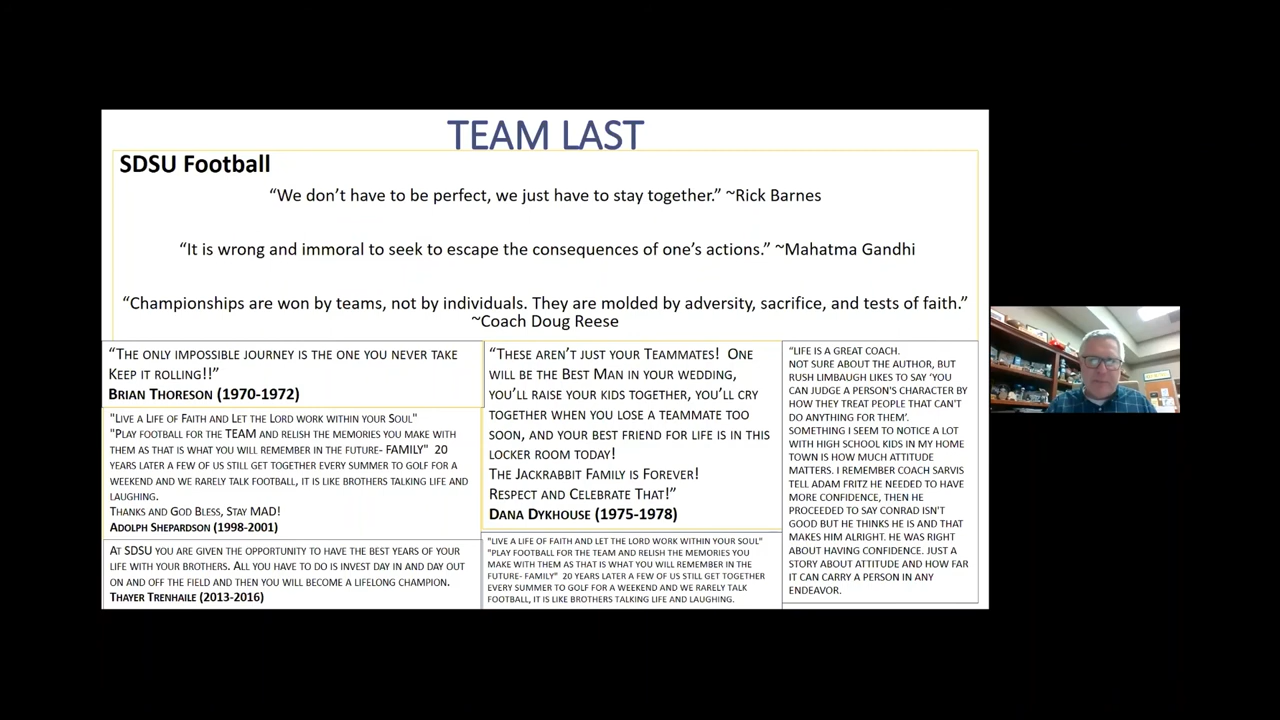 TEAM LAST
SDSU Football
“We don’t have to be perfect, we just have to stay together.” ~Rick Barnes
“It is wrong and immoral to seek to escape the consequences of one’s actions.” ~Mahatma Gandhi
“Championships are won by teams, not by individuals. They are molded by adversity, sacrifice, and tests of faith.”
~Coach Doug Reese
“The only impossible journey is the one you never take
Keep it rolling!!”
Brian Thoreson (1970-1972)
"Live a Life of Faith and Let the Lord work within your Soul"
"Play football for the TEAM and relish the memories you make with
them as that is what you will remember in the future- FAMILY"  20
years later a few of us still get together every summer to golf for a
weekend and we rarely talk football, it is like brothers talking life and
laughing.
Thanks and God Bless, Stay MAD!
Adolph Shepardson (1998-2001)
At SDSU you are given the opportunity to have the best years of your
life with your brothers. All you have to do is invest day in and day out
on and off the field and then you will become a lifelong champion.
Thayer Trenhaile (2013-2016)
“These aren’t just your Teammates!  One
will be the Best Man in your wedding,
you’ll raise your kids together, you’ll cry
together when you lose a teammate too
soon, and your best friend for life is in this
locker room today!
The Jackrabbit Family is Forever!
Respect and Celebrate That!”
Dana Dykhouse (1975-1978)
"Live a life of faith and let the lord work within your soul"
"Play football for the team and relish the memories you
make with them as that is what you will remember in the
future- family"  20 years later a few of us still get together
every summer to golf for a weekend and we rarely talk
football, it is like brothers talking life and laughing.
“LIFE IS A GREAT COACH.
NOT SURE ABOUT THE AUTHOR, BUT
RUSH LIMBAUGH LIKES TO SAY ‘YOU
CAN JUDGE A PERSON'S CHARACTER BY
HOW THEY TREAT PEOPLE THAT CAN'T
DO ANYTHING FOR THEM’.
SOMETHING I SEEM TO NOTICE A LOT
WITH HIGH SCHOOL KIDS IN MY HOME
TOWN IS HOW MUCH ATTITUDE
MATTERS. I REMEMBER COACH SARVIS
TELL ADAM FRITZ HE NEEDED TO HAVE
MORE CONFIDENCE, THEN HE
PROCEEDED TO SAY CONRAD ISN'T
GOOD BUT HE THINKS HE IS AND THAT
MAKES HIM ALRIGHT. HE WAS RIGHT
ABOUT HAVING CONFIDENCE. JUST A
STORY ABOUT ATTITUDE AND HOW FAR
IT CAN CARRY A PERSON IN ANY
ENDEAVOR.